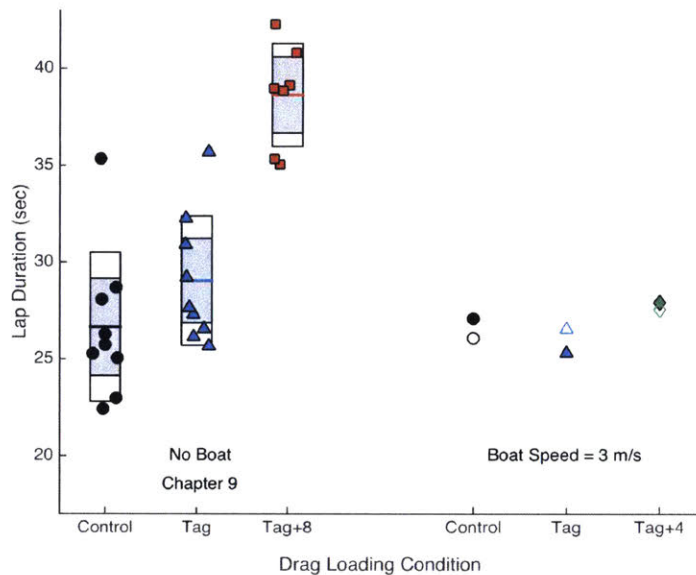 Lap Duration (sec)
40
35
30
25
20
No Boat
Chapter 9
Boat Speed = 3 m/s
Control
Tag
Tag+8
Control
Tag
Tag+4
Drag Loading Condition